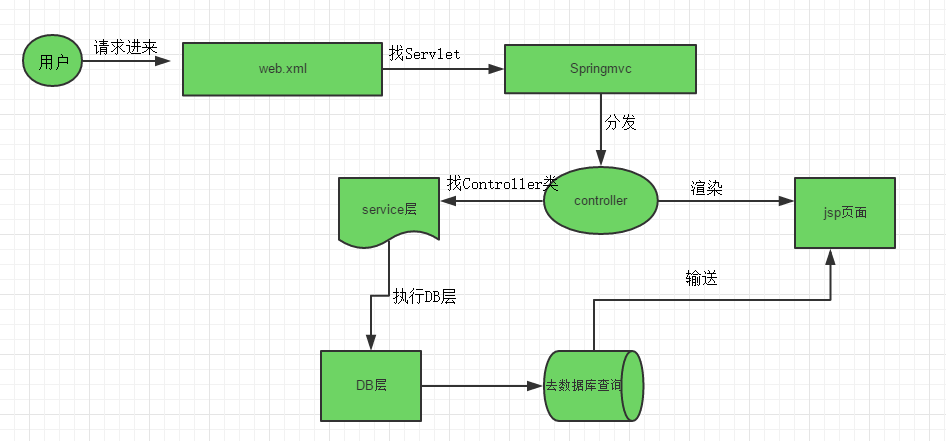 用户
请求进来
web.xml
找Servlet
Springmvc
分发
找Controller类
service层
controller
渲染
jsp页面
执行DB层
输送
DB层
去数据库查询